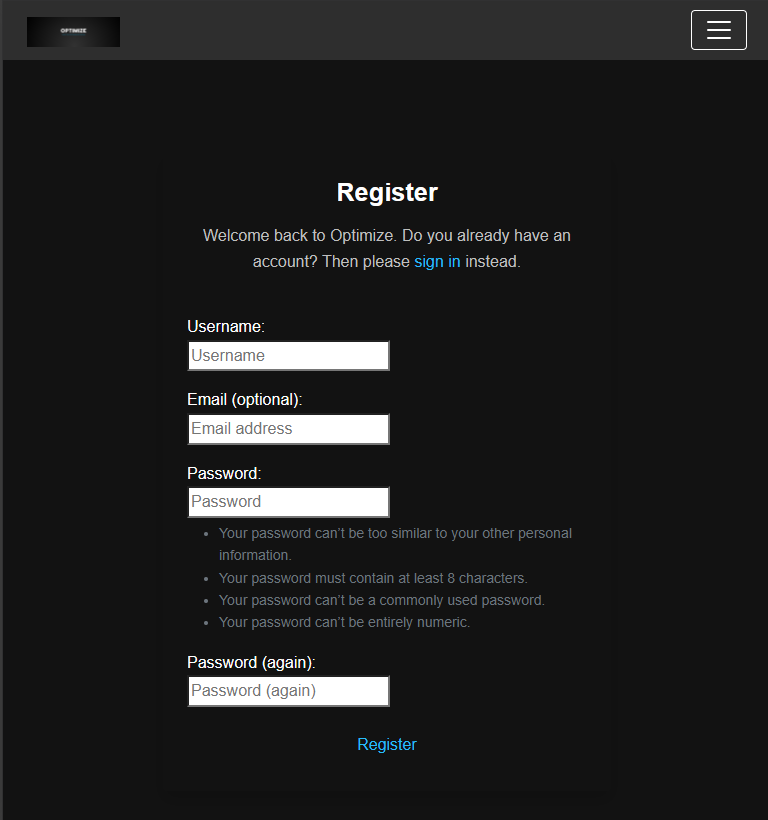 OPTIMIZE
Register
Welcome back to Optimize. Do you already have an
account? Then please sign in instead.
Username:
Username
Email (optional):
Email address
Password:
Password
• Your password can’t be too similar to your other personal
information.
• Your password must contain at least 8 characters.
• Your password can’t be a commonly used password.
• Your password can’t be entirely numeric.
Password (again):
Password (again)
Register